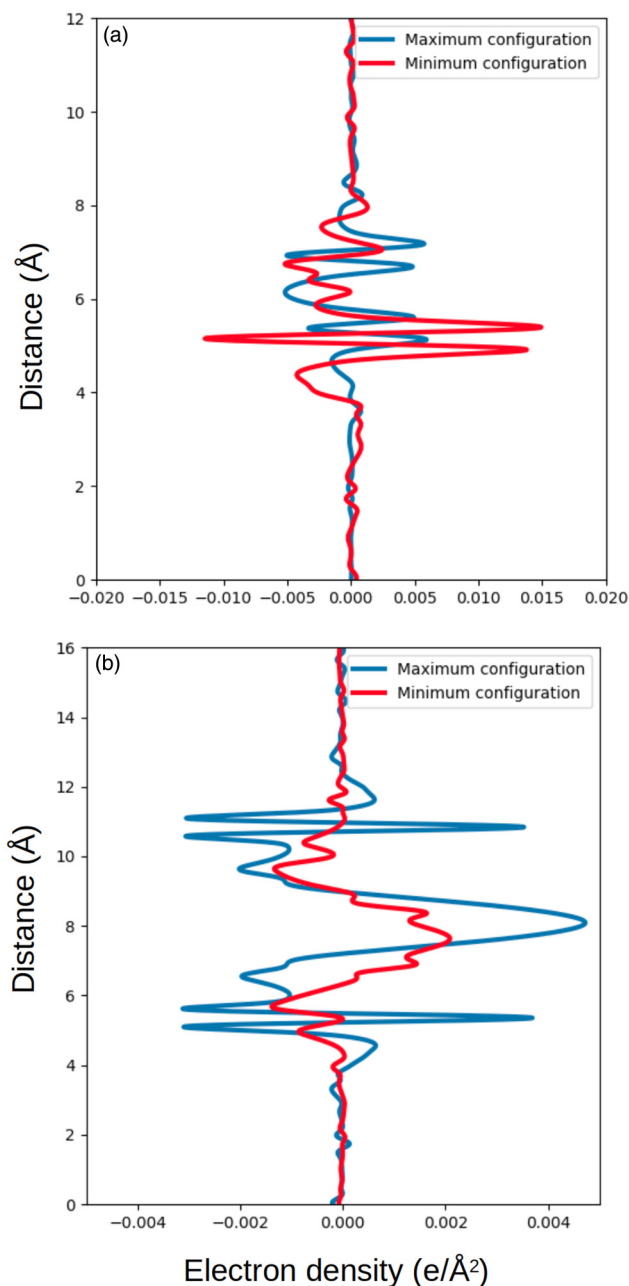 (a)
Maximum configuration
Minimum configuration
12
10
8
6
4
2
0
Distance (Å)
−0.020 −0.015 −0.010 −0.005 0.000 0.005 0.010 0.015 0.020
(b)
Maximum configuration
Minimum configuration
16
14
12
10
8
6
4
2
0
Distance (Å)
−0.004 −0.002 0.000 0.002 0.004
Electron density (e/Å²)